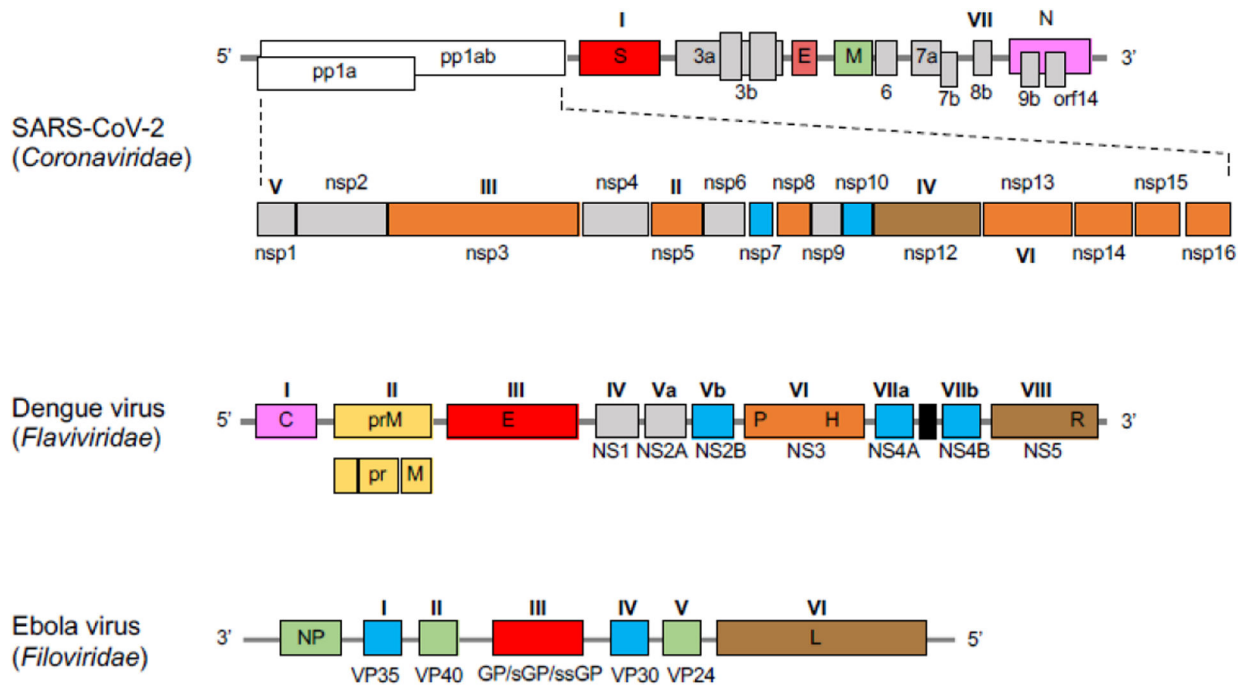 I VII N
5' pp1ab S 3a E M 7a 3'
pp1a
3b 6 7b 8b 9b orf14
SARS-CoV-2
(Coronaviridae)
V nsp2 III nsp4 II nsp6 nsp8 nsp10 IV nsp13 nsp15
nsp1 nsp3 nsp5 nsp7 nsp9 nsp12 VI nsp14 nsp16
I II III IV Va Vb VI VIIa VIIb VIII
Dengue virus 5' C prM E P H R 3'
(Flaviviridae) NS1 NS2A NS2B NS3 NS4A NS4B NS5
pr M
I II III IV V VI
Ebola virus 3' NP L 5'
(Filoviridae) VP35 VP40 GP/sGP/ssGP VP30 VP24